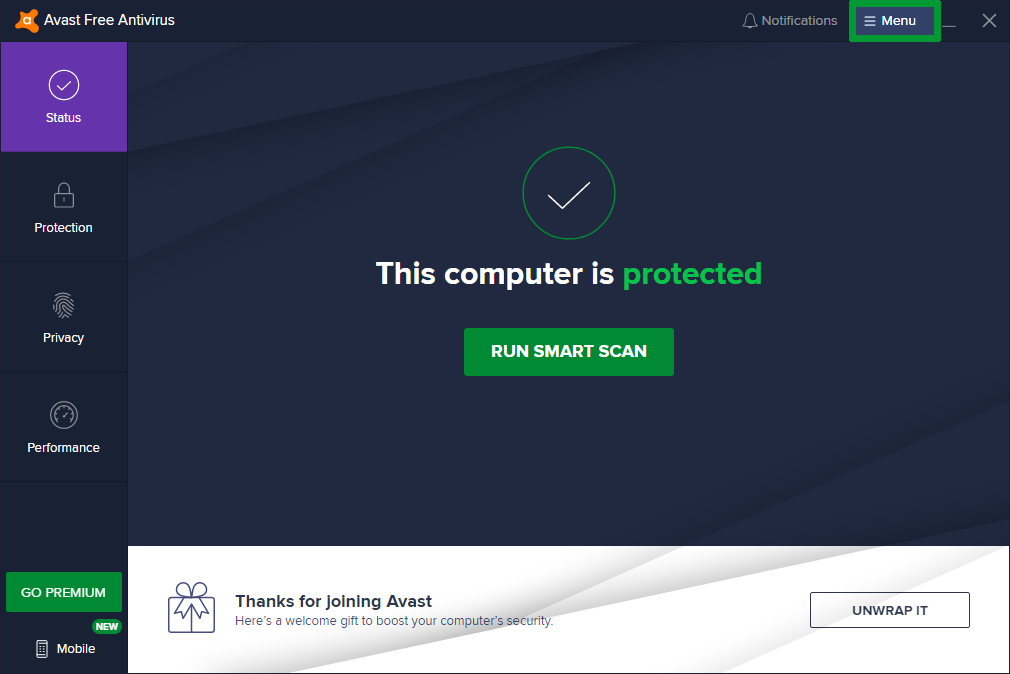 Avast Free Antivirus
Notifications
Menu
Status
Protection
Privacy
Performance
This computer is protected
RUN SMART SCAN
GO PREMIUM
NEW
Mobile
Thanks for joining Avast
Here's a welcome gift to boost your computer's security.
UNWRAP IT